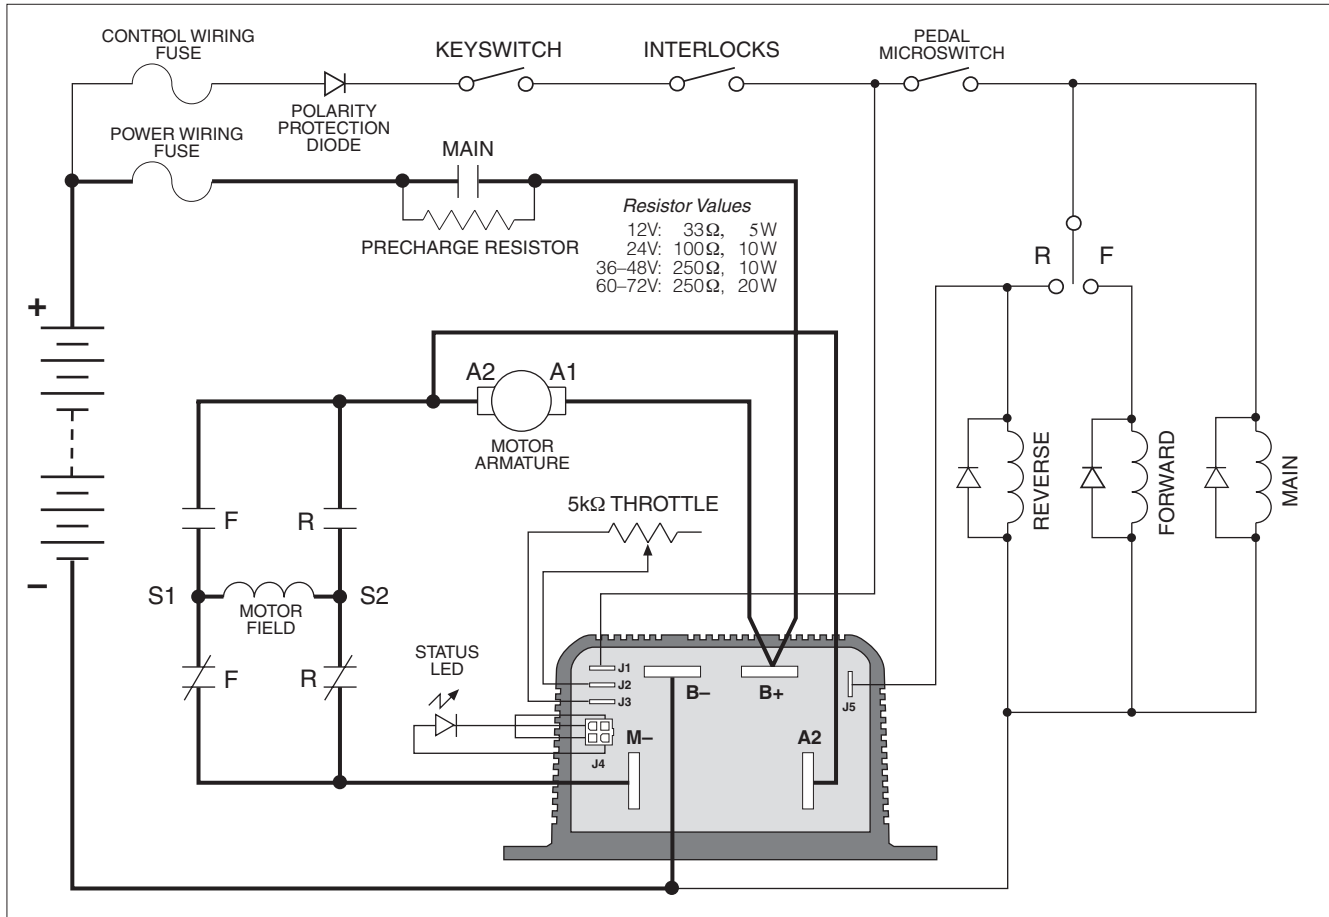 CONTROL WIRING
FUSE
KEYSWITCH
INTERLOCKS
PEDAL
MICROSWITCH
POLARITY
PROTECTION
DIODE
POWER WIRING
FUSE
MAIN
PRECHARGE RESISTOR
Resistor Values
12V: 33Ω, 5W
24V: 100Ω, 10W
36–48V: 250Ω, 10W
60–72V: 250Ω, 20W
R F
+
–
A2 A1
MOTOR
ARMATURE
REVERSE
FORWARD
MAIN
5kΩ THROTTLE
F R
S1 S2
MOTOR
FIELD
F R
STATUS
LED
J1
J2
J3
J4
B–
B+
J5
M–
A2